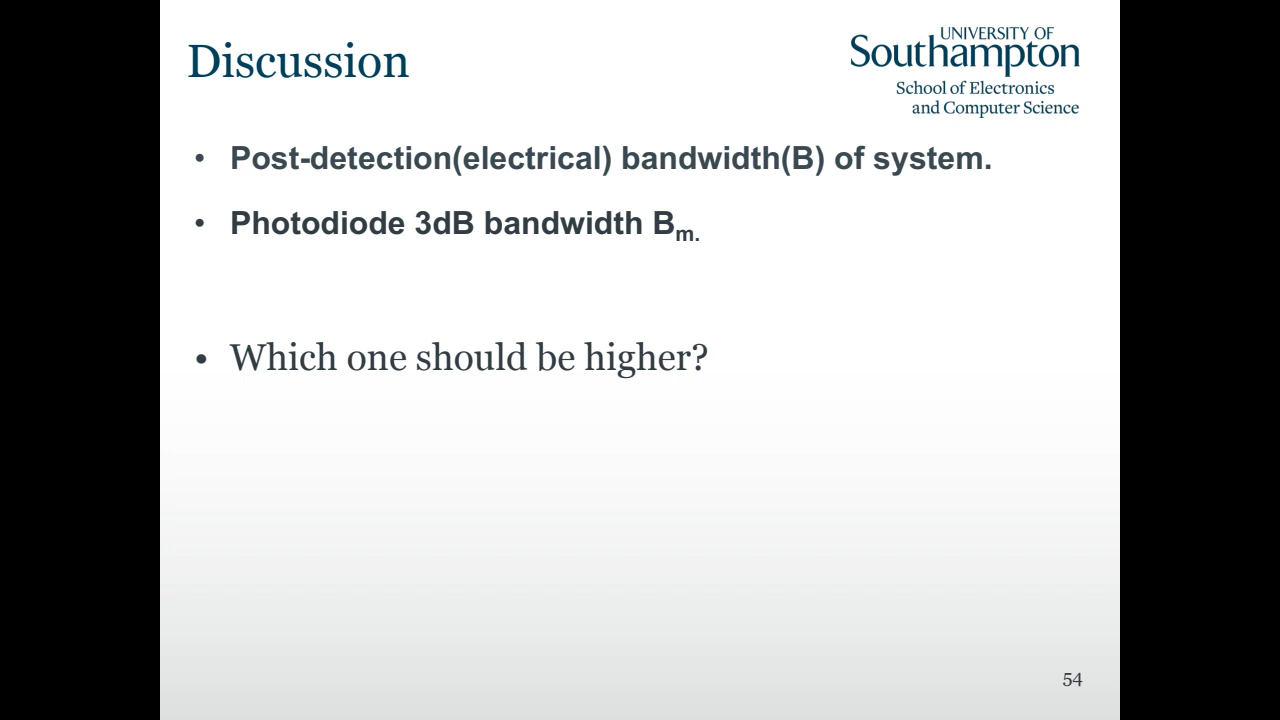 Discussion
UNIVERSITY OF
Southampton
School of Electronics
and Computer Science
• Post-detection(electrical) bandwidth(B) of system.
• Photodiode 3dB bandwidth Bm.
• Which one should be higher?
54